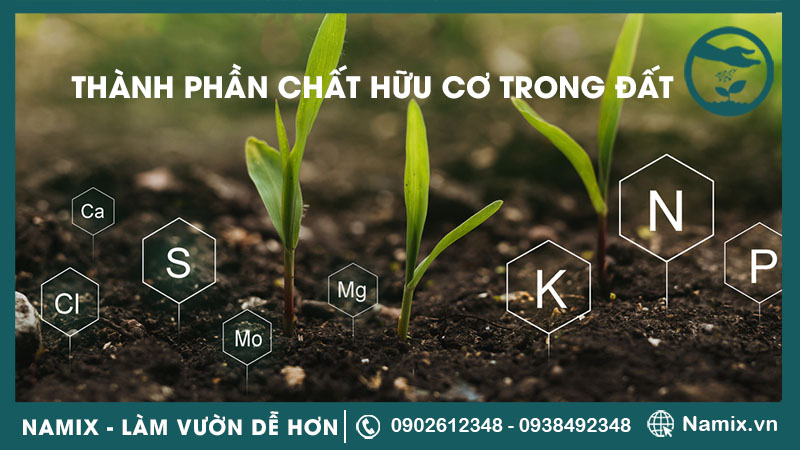 THÀNH PHẦN CHẤT HỮU CƠ TRONG ĐẤT
Ca
S
Cl
Mo
Mg
K
N
P
NAMIX - LÀM VƯỜN DỄ HƠN
0902612348 - 0938492348
Namix.vn